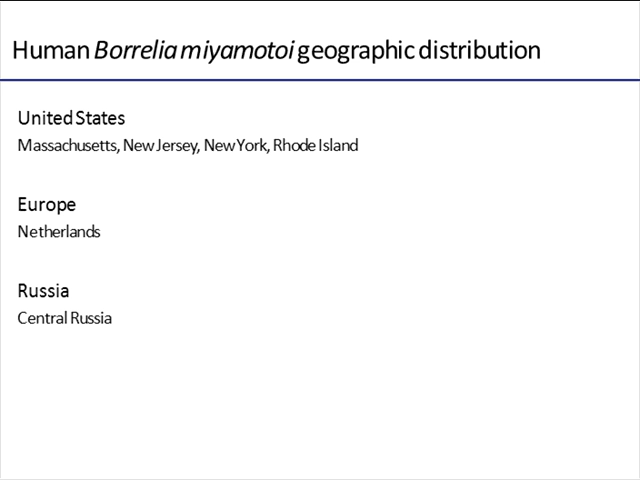 Human Borrelia miyamotoi geographic distribution
United States
Massachusetts, New Jersey, New York, Rhode Island
Europe
Netherlands
Russia
Central Russia